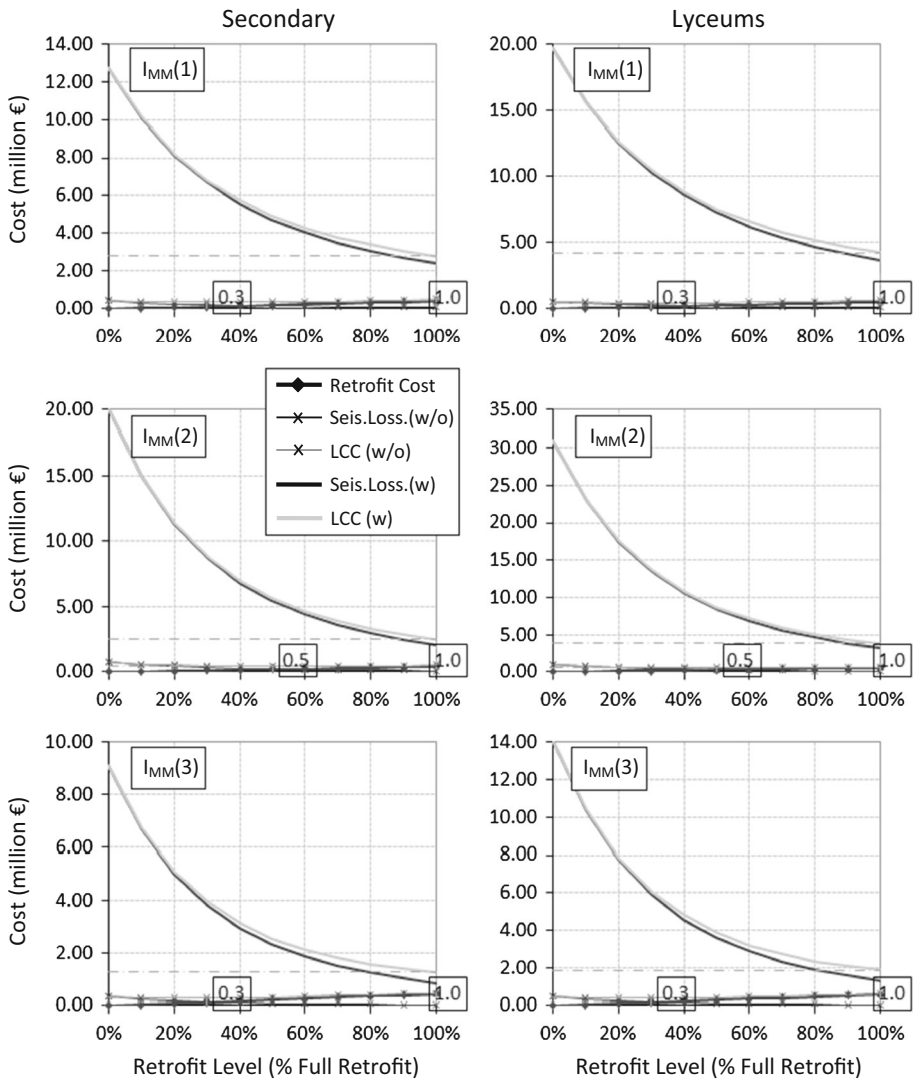 Secondary
Lyceums
Cost (million €)
14.00
12.00
10.00
8.00
6.00
4.00
2.00
0.00
I_MM(1)
0.3
1.0
0% 20% 40% 60% 80% 100%
20.00
15.00
10.00
5.00
0.00
I_MM(1)
0.3
1.0
0% 20% 40% 60% 80% 100%
Cost (million €)
20.00
15.00
10.00
5.00
0.00
I_MM(2)
0.5
1.0
0% 20% 40% 60% 80% 100%
Retrofit Cost
Seis.Loss.(w/o)
LCC (w/o)
Seis.Loss.(w)
LCC (w)
35.00
30.00
25.00
20.00
15.00
10.00
5.00
0.00
I_MM(2)
0.5
1.0
0% 20% 40% 60% 80% 100%
Cost (million €)
10.00
8.00
6.00
4.00
2.00
0.00
I_MM(3)
0.3
1.0
0% 20% 40% 60% 80% 100%
Retrofit Level (% Full Retrofit)
14.00
12.00
10.00
8.00
6.00
4.00
2.00
0.00
I_MM(3)
0.3
1.0
0% 20% 40% 60% 80% 100%
Retrofit Level (% Full Retrofit)